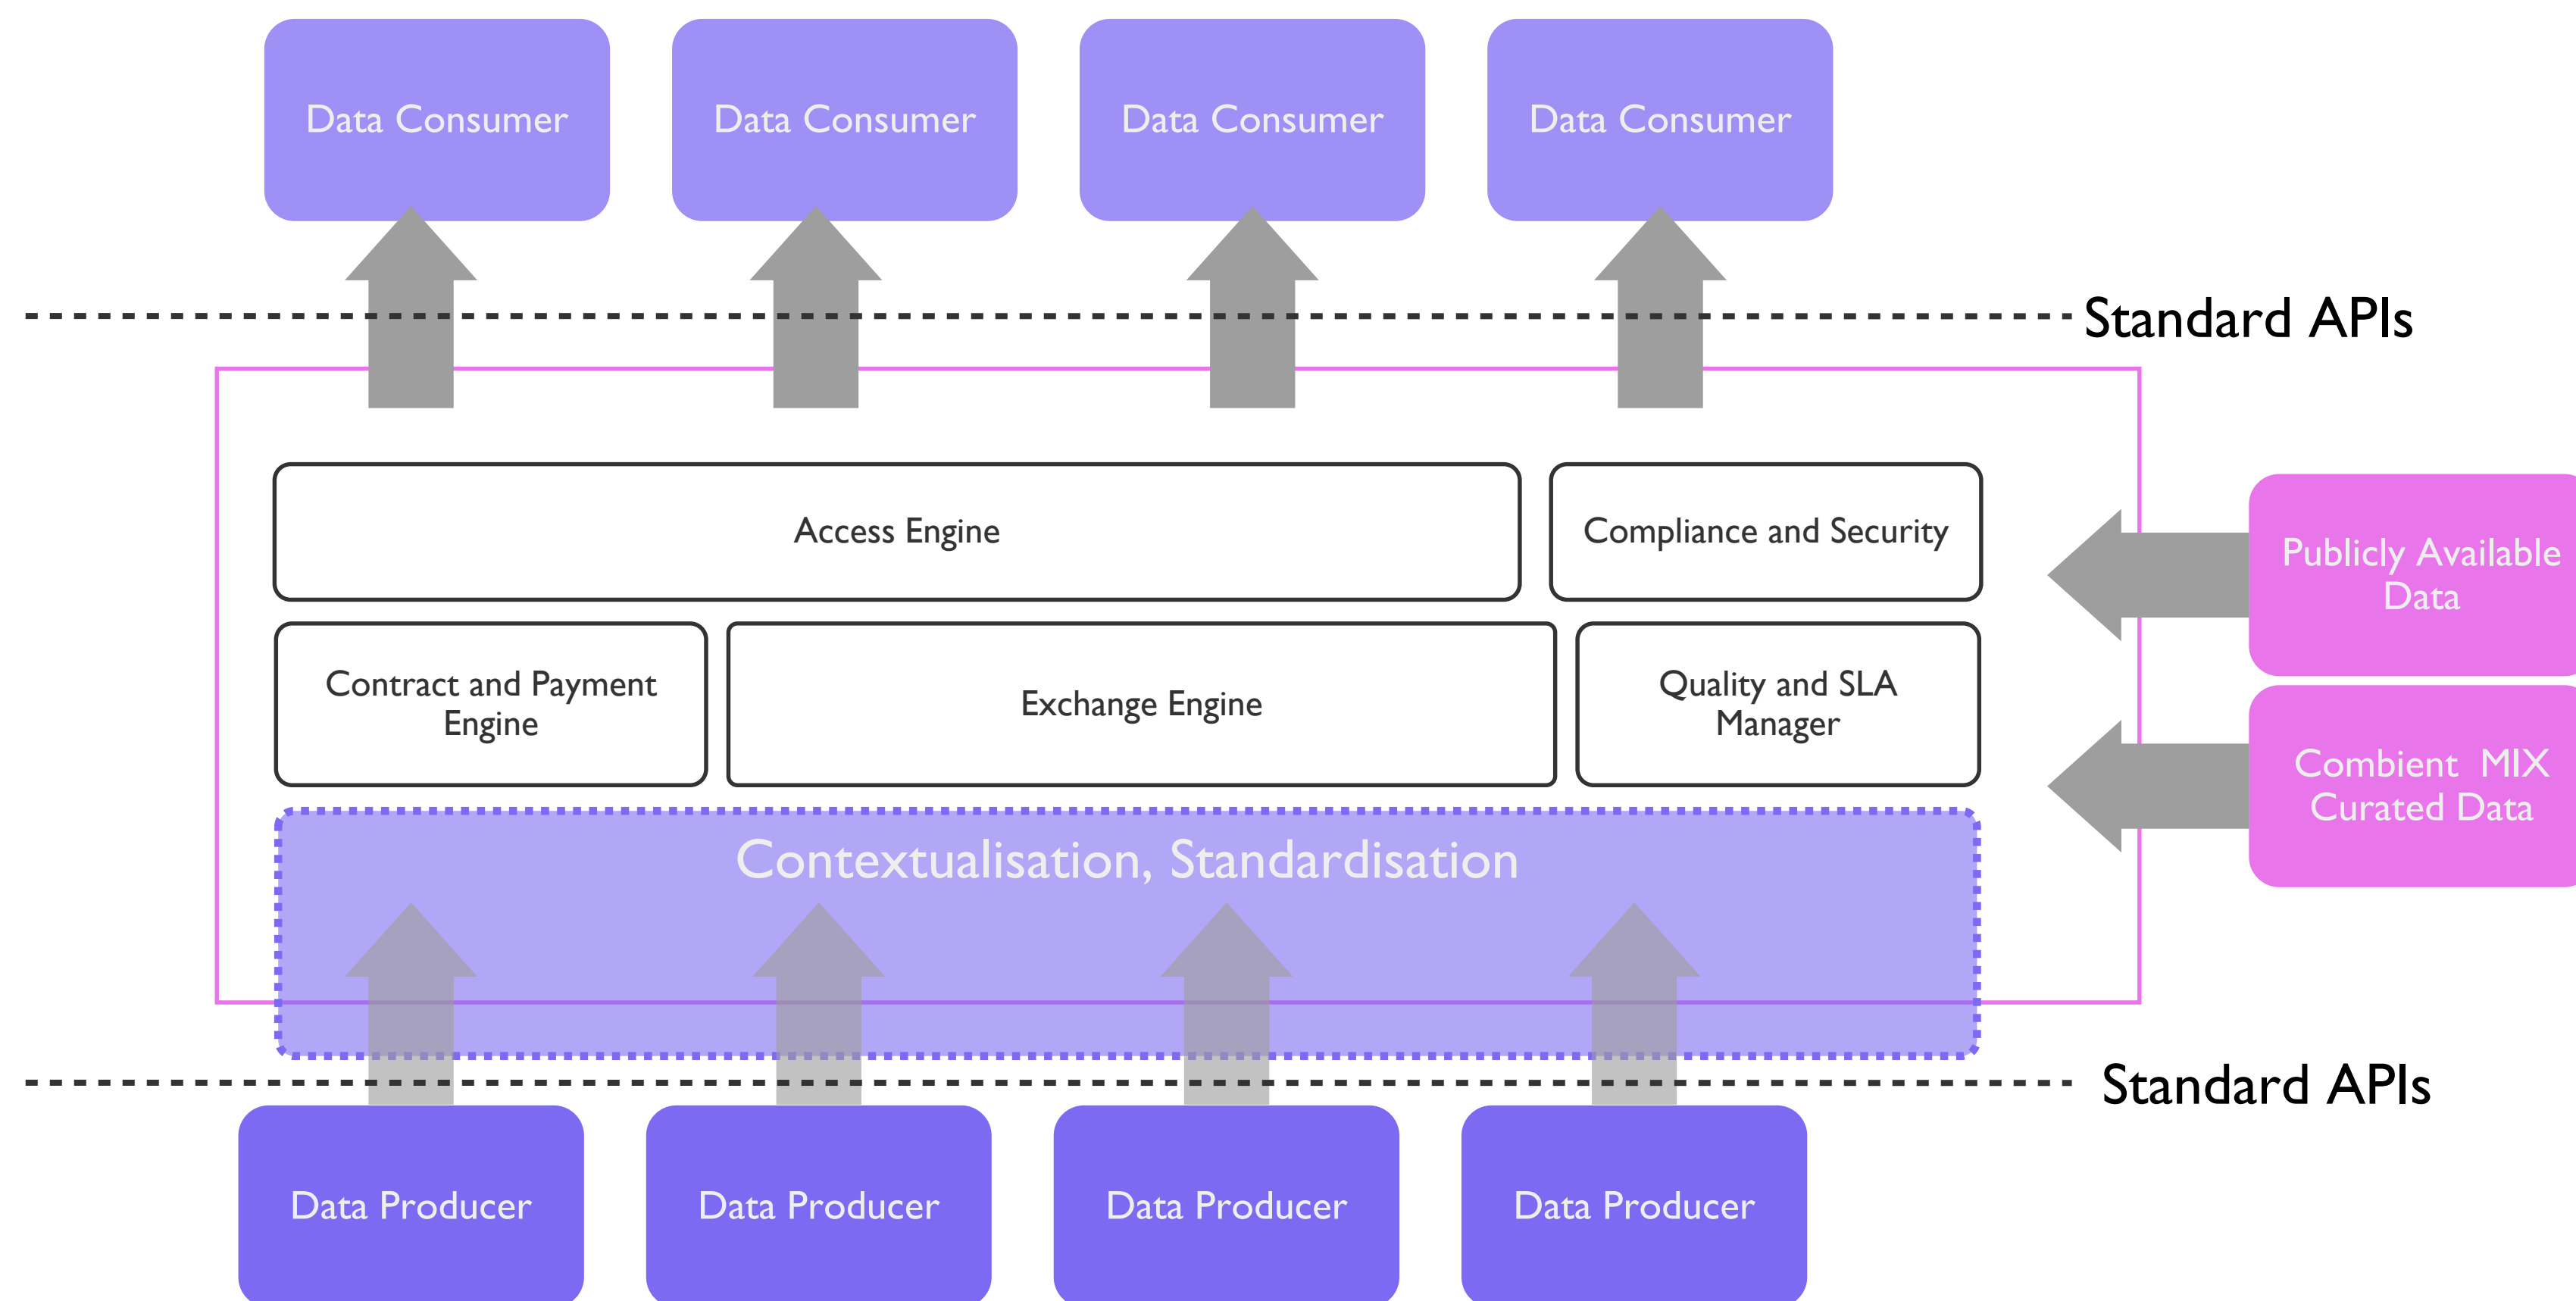 Data Consumer
Data Consumer
Data Consumer
Data Consumer
Standard APIs
Access Engine
Compliance and Security
Publicly Available
Data
Contract and Payment
Engine
Exchange Engine
Quality and SLA
Manager
Combient  MIX
Curated Data
Contextualisation, Standardisation
Standard APIs
Data Producer
Data Producer
Data Producer
Data Producer